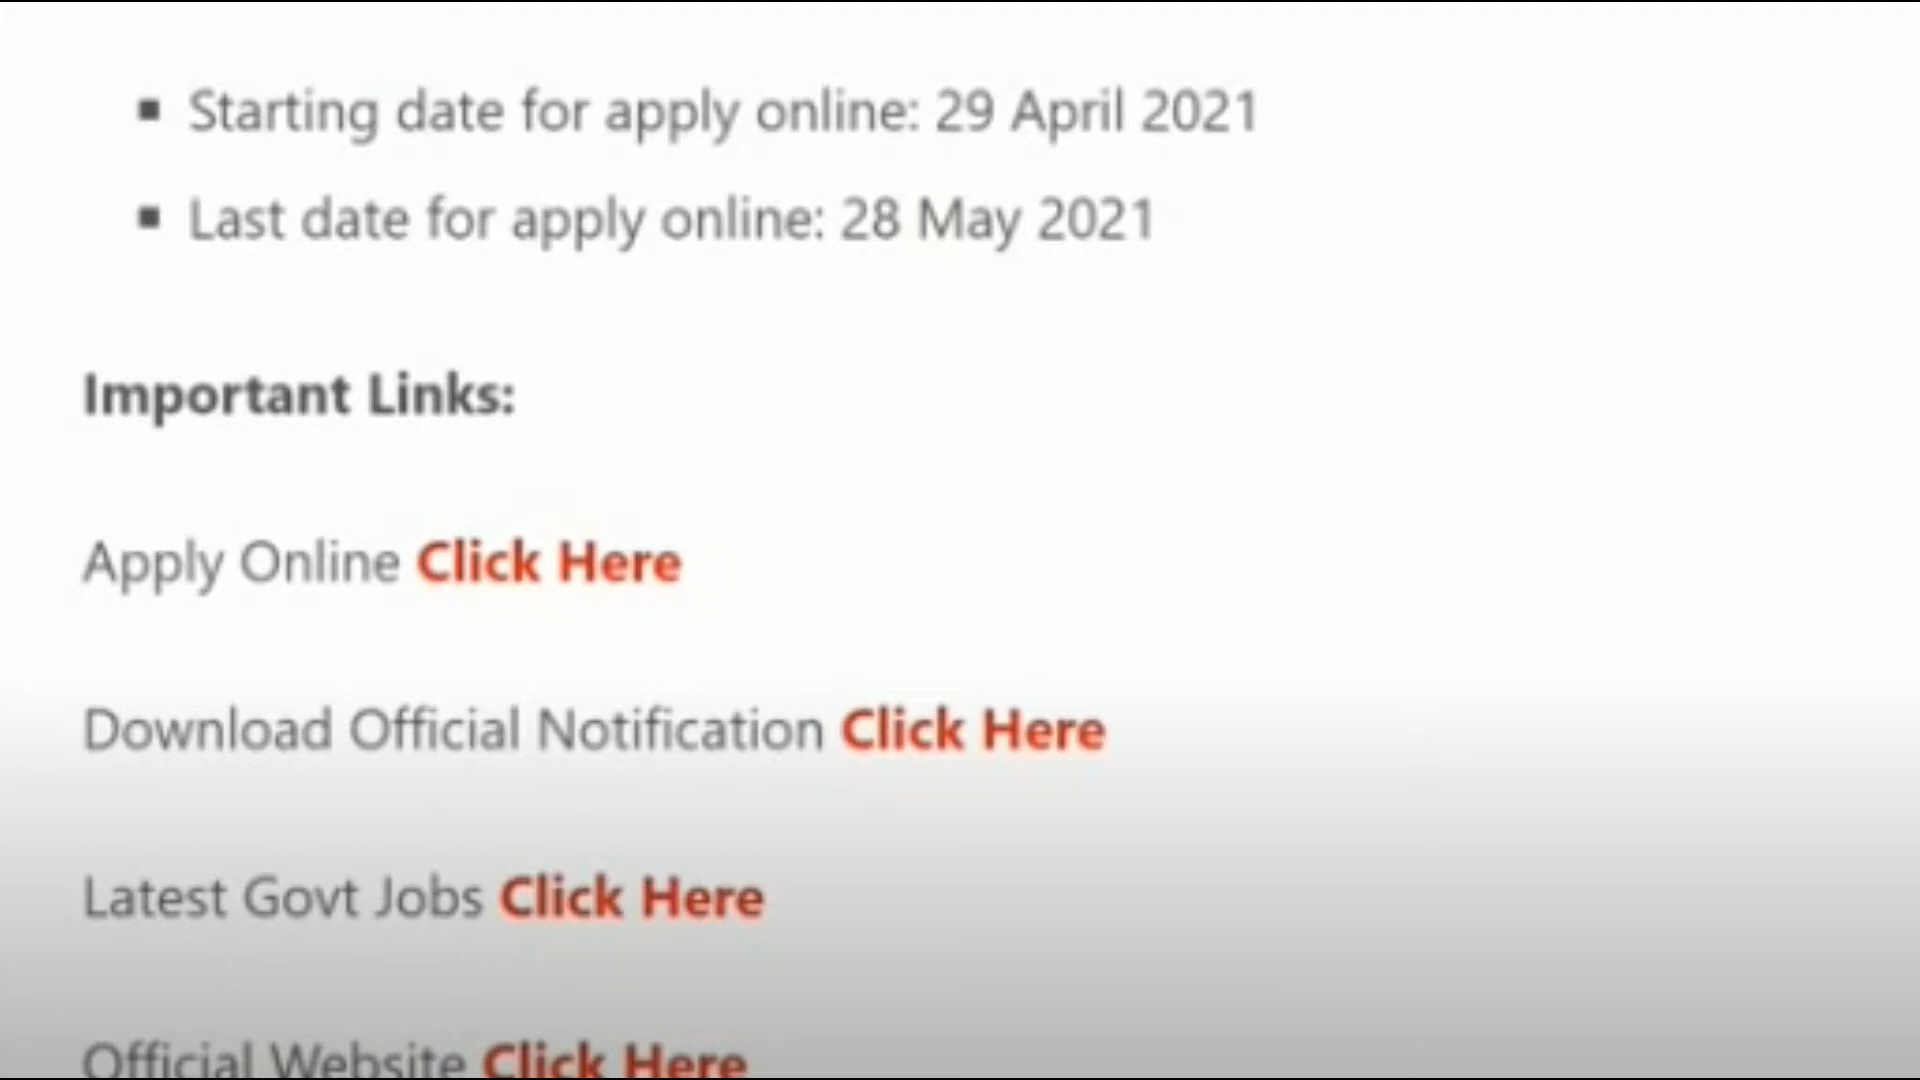 ▪ Starting date for apply online: 29 April 2021
▪ Last date for apply online: 28 May 2021
Important Links:
Apply Online Click Here
Download Official Notification Click Here
Latest Govt Jobs Click Here
Official Website Click Here